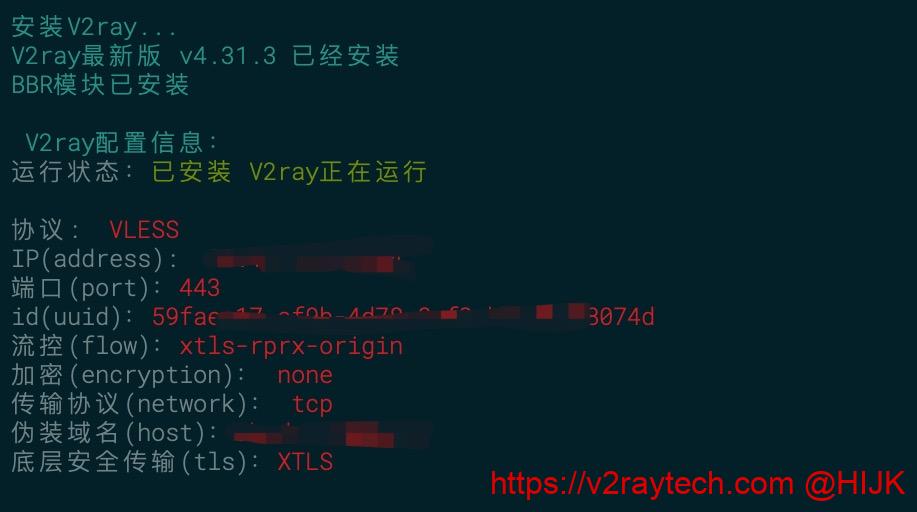 安装V2ray...
V2ray最新版 v4.31.3 已经安装
BBR模块已安装
V2ray配置信息:
运行状态: 已安装 V2ray正在运行
协议: VLESS
IP(address):
端口(port): 443
id(uuid): 59fae 8074d
流控(flow): xtls-rprx-origin
加密(encryption): none
传输协议(network): tcp
伪装域名(host):
底层安全传输(tls): XTLS
https://v2raytech.com @HIJK